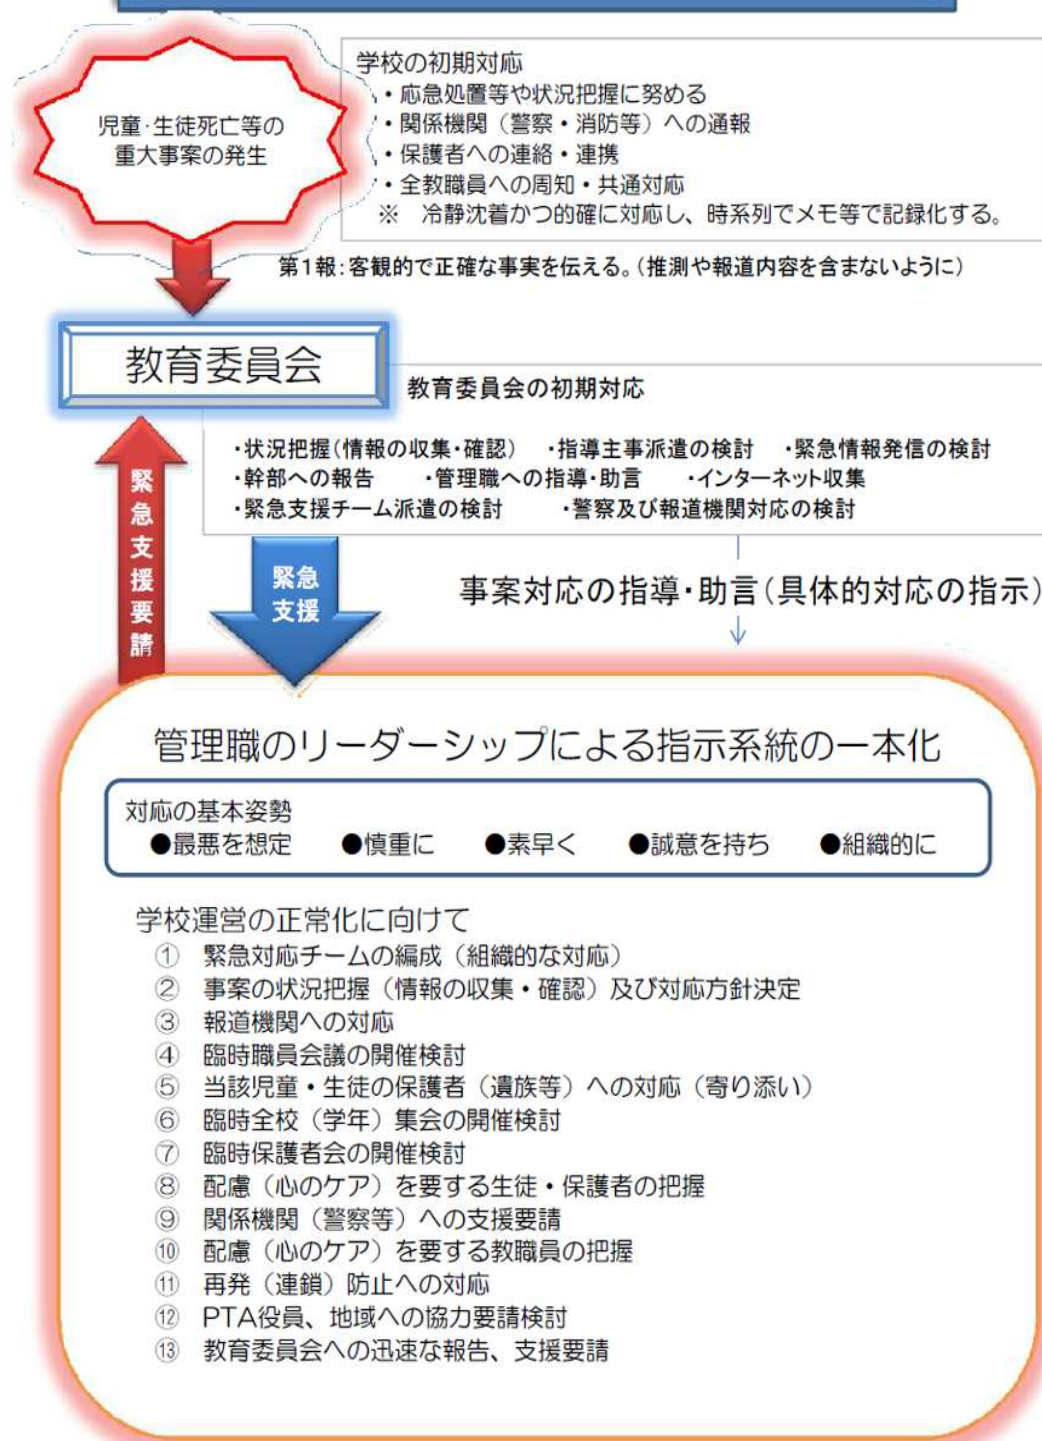 児童・生徒死亡等の
重大事案の発生
学校の初期対応
・応急処置等や状況把握に努める
・関係機関（警察・消防等）への通報
・保護者への連絡・連携
・全教職員への周知・共通対応
※　冷静沈着かつ的確に対応し、時系列でメモ等で記録化する。
第1報：客観的で正確な事実を伝える。（推測や報道内容を含まないように）
教育委員会
教育委員会の初期対応
・状況把握（情報の収集・確認）　・指導主事派遣の検討　・緊急情報発信の検討
・幹部への報告　・管理職への指導・助言　・インターネット収集
・緊急支援チーム派遣の検討　・警察及び報道機関対応の検討
緊急支援要請
緊急
支援
事案対応の指導・助言（具体的対応の指示）
管理職のリーダーシップによる指示系統の一本化
対応の基本姿勢
●最悪を想定　●慎重に　●素早く　●誠意を持ち　●組織的に
学校運営の正常化に向けて
①　緊急対応チームの編成（組織的な対応）
②　事案の状況把握（情報の収集・確認）及び対応方針決定
③　報道機関への対応
④　臨時職員会議の開催検討
⑤　当該児童・生徒の保護者（遺族等）への対応（寄り添い）
⑥　臨時全校（学年）集会の開催検討
⑦　臨時保護者会の開催検討
⑧　配慮（心のケア）を要する生徒・保護者の把握
⑨　関係機関（警察等）への支援要請
⑩　配慮（心のケア）を要する教職員の把握
⑪　再発（連鎖）防止への対応
⑫　PTA役員、地域への協力要請検討
⑬　教育委員会への迅速な報告、支援要請